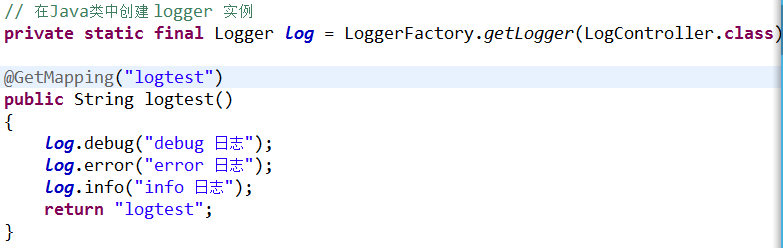 // 在Java类中创建 logger 实例
private static final Logger log = LoggerFactory.getLogger(LogController.class)
@GetMapping("logtest")
public String logtest()
{
log.debug("debug 日志");
log.error("error 日志");
log.info("info 日志");
return "logtest";
}